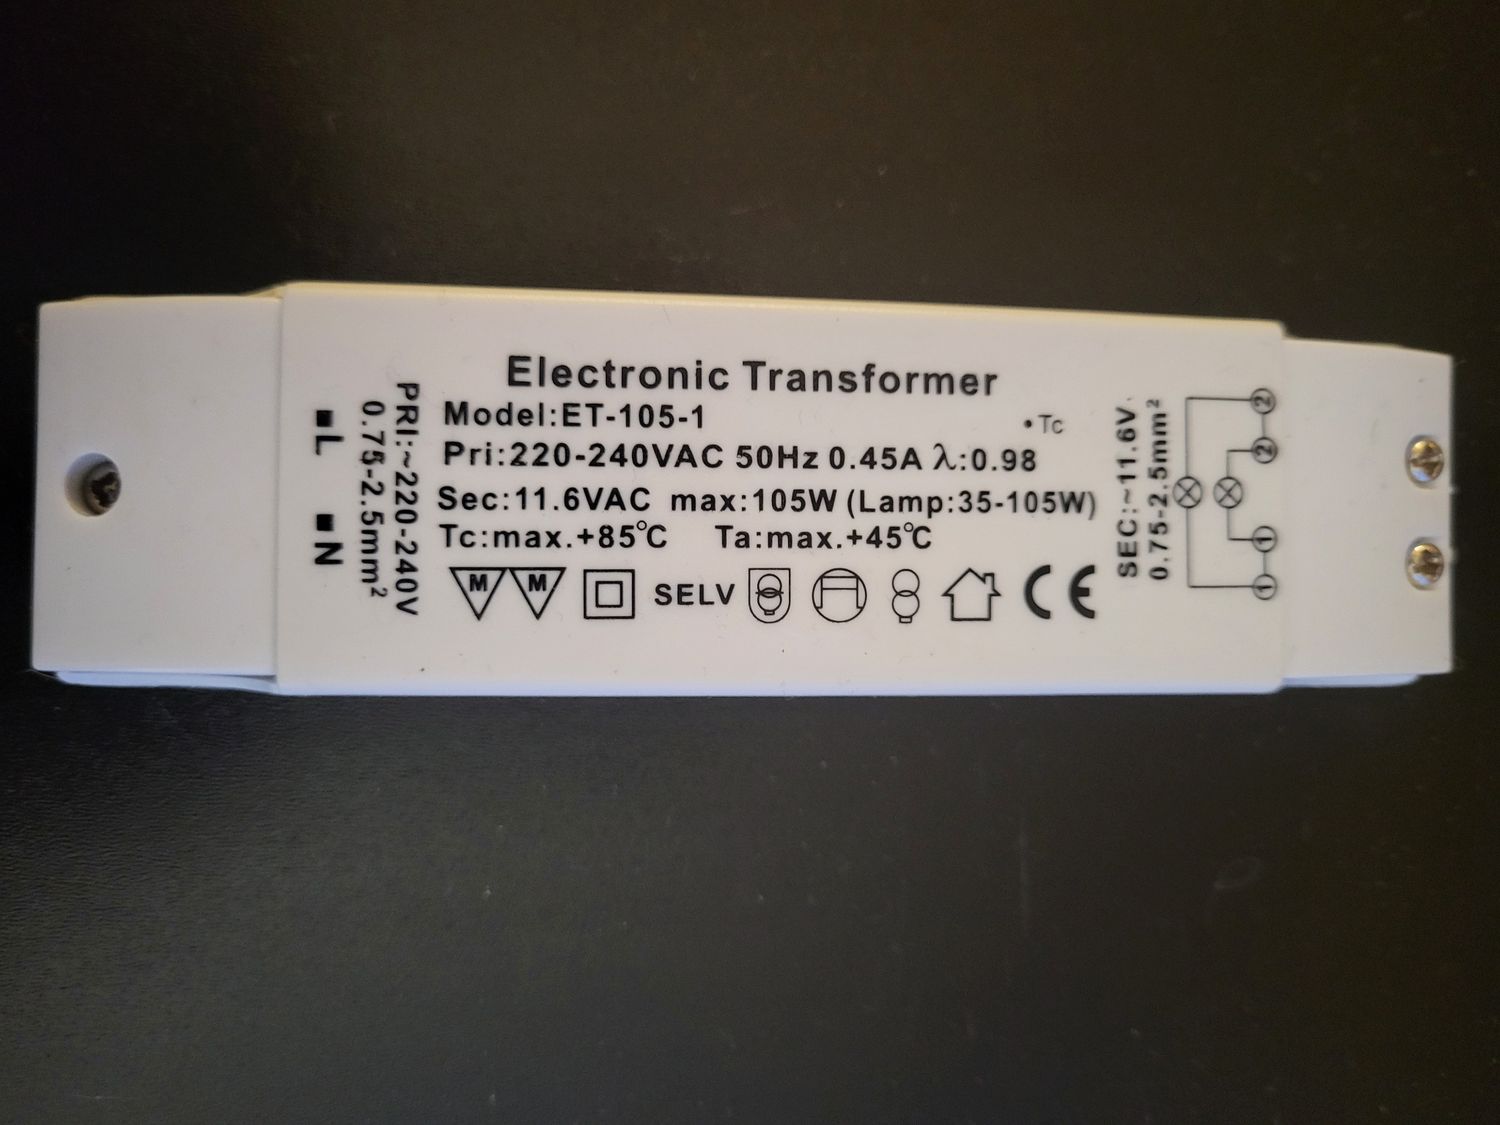 Electronic Transformer
Model:ET-105-1
•Tc
Pri:220-240VAC 50Hz 0.45A λ:0.98
Sec:11.6VAC max:105W (Lamp:35-105W)
Tc:max.+85℃ Ta:max.+45℃
M M SELV CE
PRI:~220-240V
0.75-2.5mm²
■L ■N
SEC:~11.6V
0.75-2.5mm²
2
2
1
1